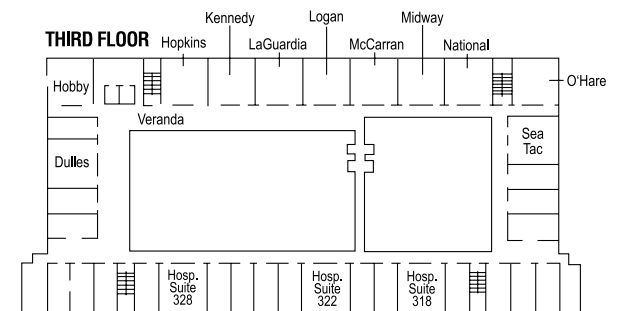 Kennedy
Logan
Midway
THIRD FLOOR
Hopkins
LaGuardia
McCarran
National
Hobby
O'Hare
Veranda
Dulles
Sea
Tac
Hosp.
Suite
328
Hosp.
Suite
322
Hosp.
Suite
318